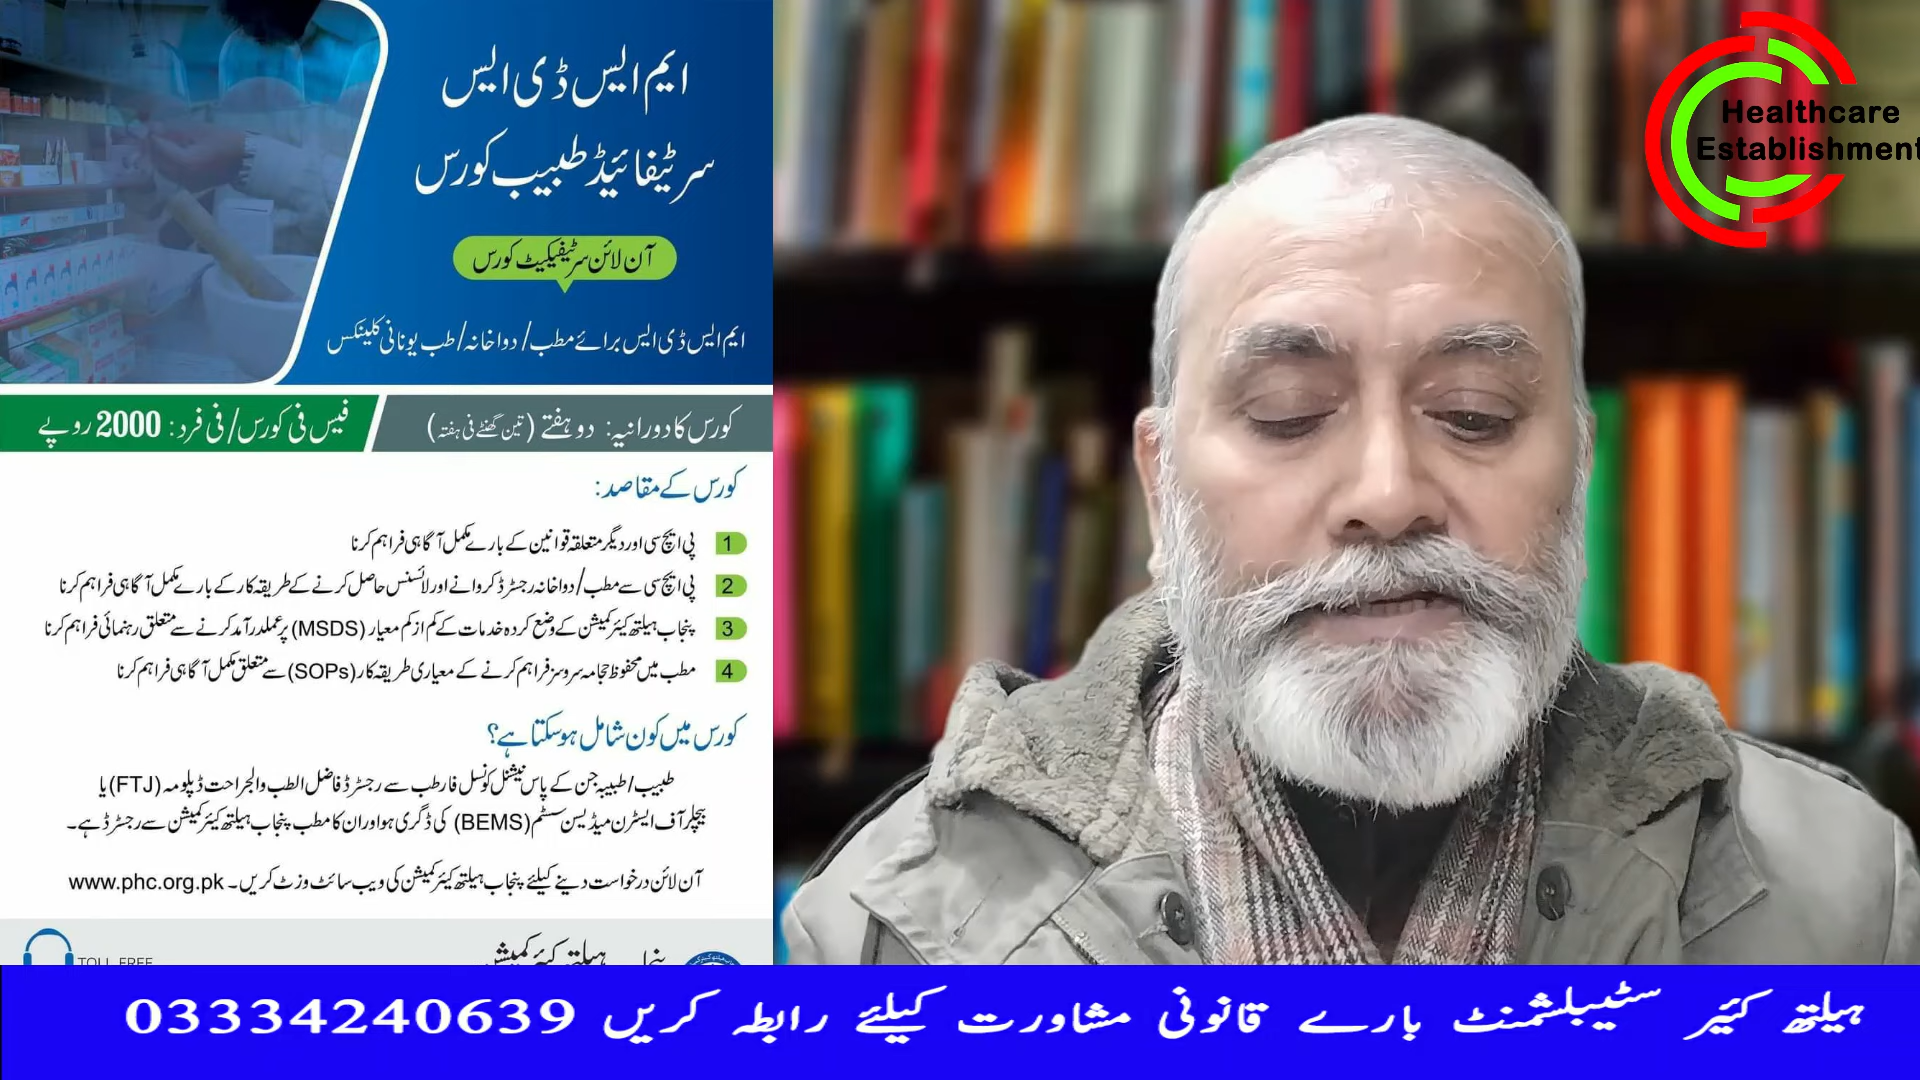 ایم ایس ڈی ایس
سرٹیفائیڈ طبیب کورس
آن لائن سرٹیفیکیٹ کورس
ایم ایس ڈی ایس برائے مطب/ دواخانہ/ طب یونانی کلینکس
کورس کا دورانیہ: دو ہفتے (تین گھنٹے فی ہفتہ)
فیس فی کورس/ فی فرد: 2000 روپے
کورس کے مقاصد:
1 پی ایچ سی اور دیگر متعلقہ قوانین کے بارے مکمل آگاہی فراہم کرنا
2 پی ایچ سی سے مطب/ دواخانہ رجسٹرڈ کروانے اور لائسنس حاصل کرنے کے طریقہ کار کے بارے مکمل آگاہی فراہم کرنا
3 پنجاب ہیلتھ کیئر کمیشن کے وضع کردہ خدمات کے کم از کم معیار (MSDS) پر عملدرآمد کرنے سے متعلق رہنمائی فراہم کرنا
4 مطب میں محفوظ حجامہ سروسز فراہم کرنے کے معیاری طریقہ کار (SOPs) سے متعلق مکمل آگاہی فراہم کرنا
کورس میں کون شامل ہو سکتا ہے؟
طبیب/ طبیبہ جن کے پاس نیشنل کونسل فار طب سے رجسٹرڈ فاضل الطب والجراحت ڈپلومہ (FTJ) یا
بیچلر آف ایسٹرن میڈیسن سسٹم (BEMS) کی ڈگری ہو اور ان کا مطب پنجاب ہیلتھ کیئر کمیشن سے رجسٹرڈ ہے۔
آن لائن درخواست دینے کیلئے پنجاب ہیلتھ کیئر کمیشن کی ویب سائٹ وزٹ کریں۔ www.phc.org.pk
پنجاب ہیلتھ کیئر کمیشن
TOLL FREE
Healthcare
Establishment
ہیلتھ کئیر سٹیبلشمنٹ بارے قانونی مشاورت کیلئے رابطہ کریں 03334240639